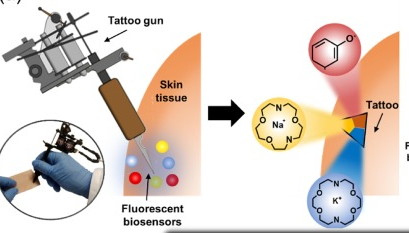 Tattoo gun
Skin
tissue
Fluorescent
biosensors
O⁻
N
O
O
Na⁺
O
O
N
Tattoo
N
O
O
K⁺
O
O
N